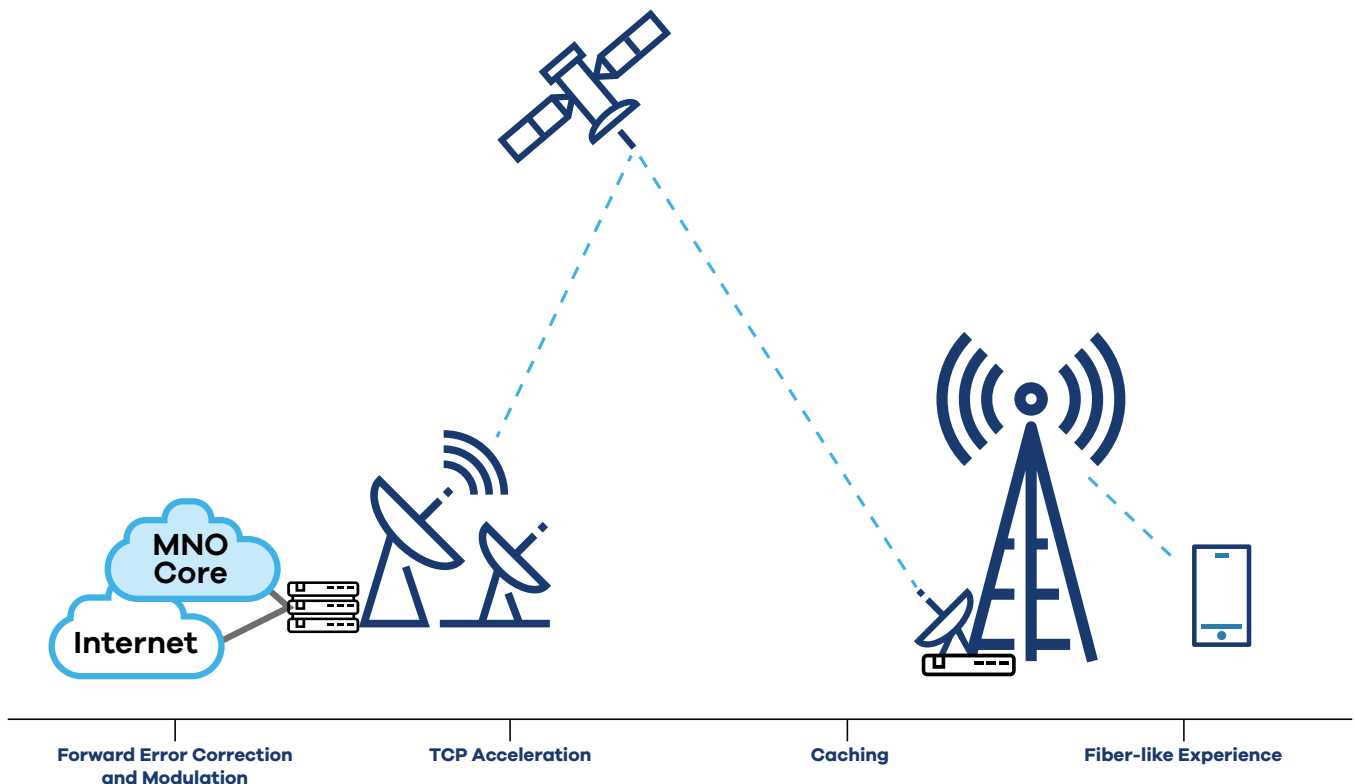 MNO
Core
Internet
Forward Error Correction
and Modulation
TCP Acceleration
Caching
Fiber-like Experience